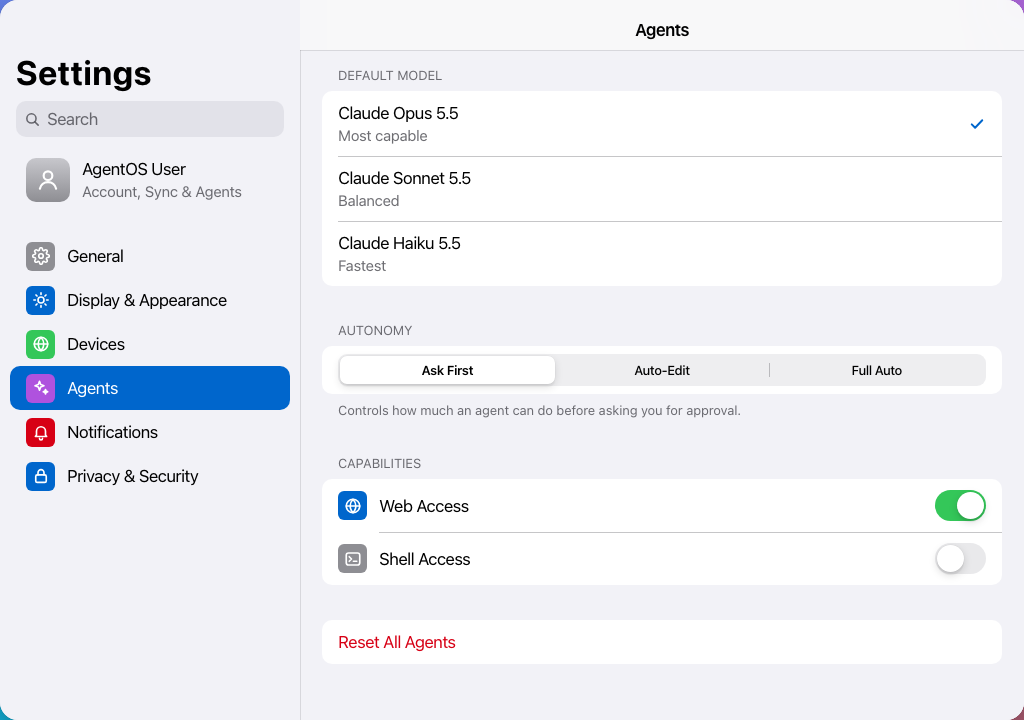 Settings
Search
AgentOS User
Account, Sync & Agents
General
Display & Appearance
Devices
Agents
Notifications
Privacy & Security
Agents
DEFAULT MODEL
Claude Opus 5.5
Most capable
Claude Sonnet 5.5
Balanced
Claude Haiku 5.5
Fastest
AUTONOMY
Ask First Auto-Edit Full Auto
Controls how much an agent can do before asking you for approval.
CAPABILITIES
Web Access
Shell Access
Reset All Agents